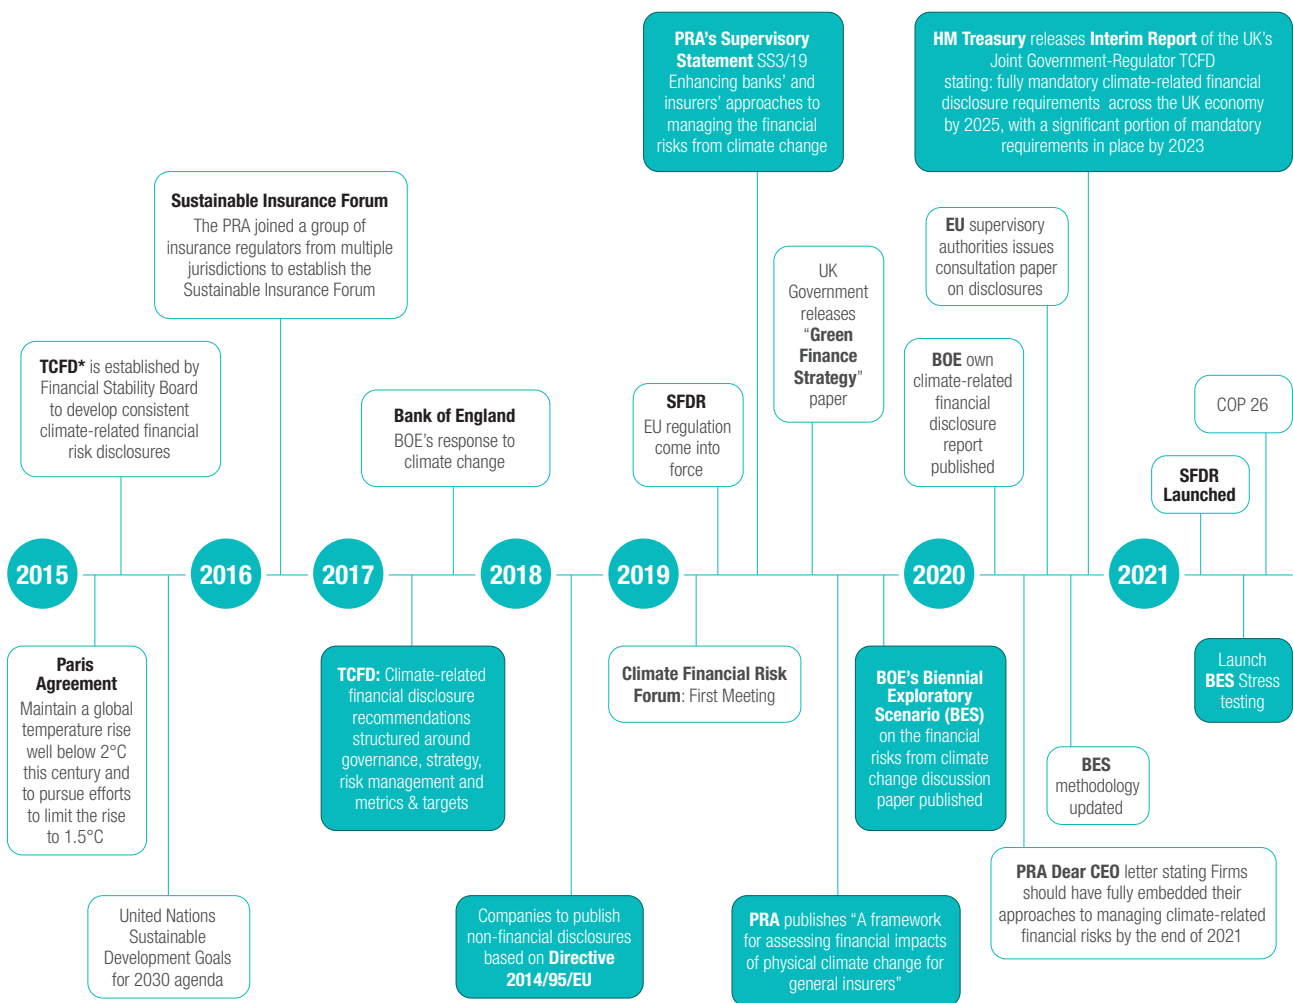 PRA's Supervisory
Statement SS3/19
Enhancing banks' and
insurers' approaches to
managing the financial
risks from climate change
HM Treasury releases Interim Report of the UK's
Joint Government-Regulator TCFD
stating: fully mandatory climate-related financial
disclosure requirements across the UK economy
by 2025, with a significant portion of mandatory
requirements in place by 2023
Sustainable Insurance Forum
The PRA joined a group of
insurance regulators from multiple
jurisdictions to establish the
Sustainable Insurance Forum
EU supervisory
authorities issues
consultation paper
on disclosures
UK
Government
releases
“Green
Finance
Strategy”
paper
TCFD* is established by
Financial Stability Board
to develop consistent
climate-related financial
risk disclosures
BOE own
climate-related
financial
disclosure
report
published
Bank of England
BOE's response to
climate change
SFDR
EU regulation
come into
force
COP 26
SFDR
Launched
2015
2016
2017
2018
2019
2020
2021
Paris
Agreement
Maintain a global
temperature rise
well below 2°C
this century and
to pursue efforts
to limit the rise
to 1.5°C
TCFD: Climate-related
financial disclosure
recommendations
structured around
governance, strategy,
risk management and
metrics & targets
Climate Financial Risk
Forum: First Meeting
BOE's Biennial
Exploratory
Scenario (BES)
on the financial
risks from climate
change discussion
paper published
Launch
BES Stress
testing
BES
methodology
updated
PRA Dear CEO letter stating Firms
should have fully embedded their
approaches to managing climate-related
financial risks by the end of 2021
United Nations
Sustainable
Development Goals
for 2030 agenda
Companies to publish
non-financial disclosures
based on Directive
2014/95/EU
PRA publishes “A framework
for assessing financial impacts
of physical climate change for
general insurers”